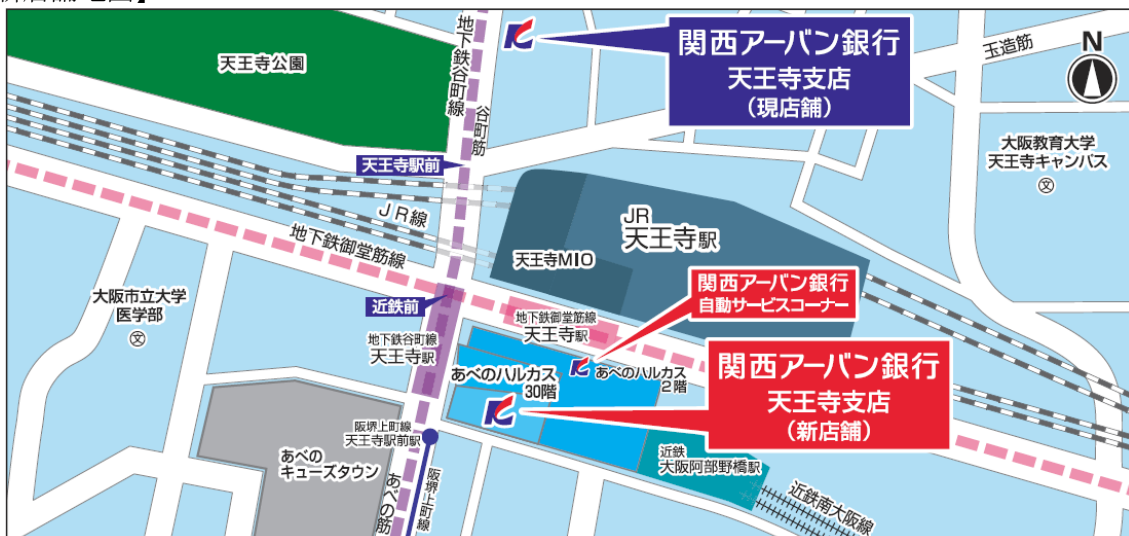 新店舗地図】
天王寺公園
地下鉄谷町線
谷町筋
関西アーバン銀行
天王寺支店
(現店舗)
玉造筋
N
大阪教育大学
天王寺キャンパス
文
天王寺駅前
JR線
地下鉄御堂筋線
JR
天王寺駅
天王寺MIO
関西アーバン銀行
自動サービスコーナー
大阪市立大学
医学部
文
近鉄前
地下鉄谷町線
天王寺駅
地下鉄御堂筋線
天王寺駅
あべのハルカス
30階
あべのハルカス
2階
関西アーバン銀行
天王寺支店
(新店舗)
阪堺上町線
天王寺駅前駅
あべの
キューズタウン
近鉄
大阪阿部野橋駅
あべの筋
阪堺上町線
近鉄南大阪線